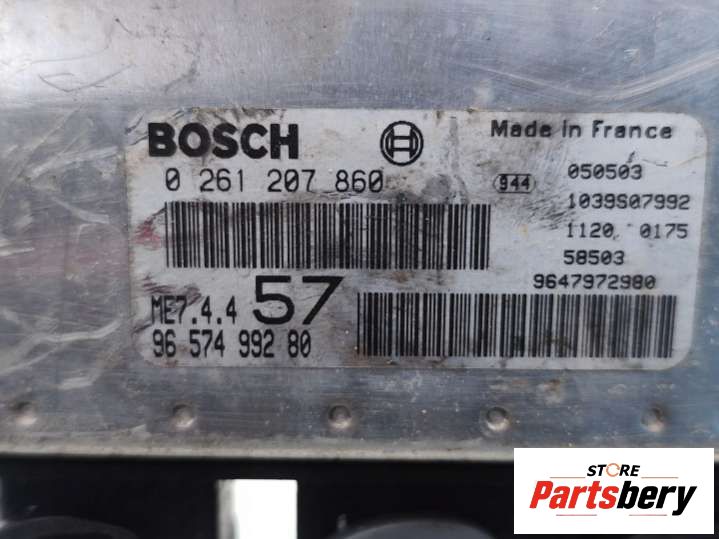 BOSCH
Made in France
0 261 207 860
944
050503
1039S07992
1120 0175
58503
9647972980
ME7.4.4 57
96 574 992 80
STORE
Partsbery